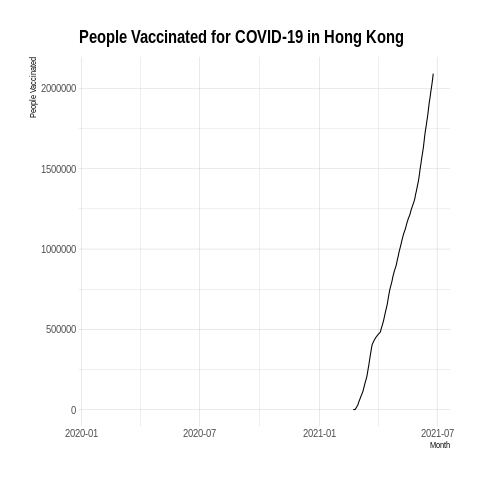 People Vaccinated for COVID-19 in Hong Kong
People Vaccinated
2000000
1500000
1000000
500000
0
2020-01 2020-07 2021-01 2021-07
Month